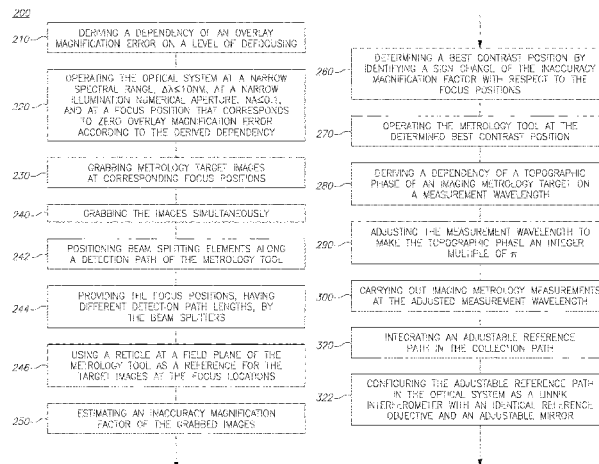 200
210
DERIVING A DEPENDENCY OF AN OVERLAY
MAGNIFICATION ERROR ON A LEVEL OF DEFOCUSING
220
OPERATING THE OPTICAL SYSTEM AT A NARROW
SPECTRAL RANGE, Δλ≤10NM, AT A NARROW
ILLUMINATION NUMERICAL APERTURE, NA≤0.1,
AND AT A FOCUS POSITION THAT CORRESPONDS
TO ZERO OVERLAY MAGNIFICATION ERROR
ACCORDING TO THE DERIVED DEPENDENCY
230
GRABBING METROLOGY TARGET IMAGES
AT CORRESPONDING FOCUS POSITIONS
240
GRABBING THE IMAGES SIMULTANEOUSLY
242
POSITIONING BEAM SPLITTING ELEMENTS ALONG
A DETECTION PATH OF THE METROLOGY TOOL
244
PROVIDING THE FOCUS POSITIONS, HAVING
DIFFERENT DETECTION PATH LENGTHS, BY
THE BEAM SPLITTERS
246
USING A RETICLE AT A FIELD PLANE OF THE
METROLOGY TOOL AS A REFERENCE FOR THE
TARGET IMAGES AT THE FOCUS LOCATIONS
250
ESTIMATING AN INACCURACY MAGNIFICATION
FACTOR OF THE GRABBED IMAGES
260
DETERMINING A BEST CONTRAST POSITION BY
IDENTIFYING A SIGN CHANGE OF THE INACCURACY
MAGNIFICATION FACTOR WITH RESPECT TO THE
FOCUS POSITIONS
270
OPERATING THE METROLOGY TOOL AT THE
DETERMINED BEST CONTRAST POSITION
280
DERIVING A DEPENDENCY OF A TOPOGRAPHIC
PHASE OF AN IMAGING METROLOGY TARGET ON
A MEASUREMENT WAVELENGTH
290
ADJUSTING THE MEASUREMENT WAVELENGTH TO
MAKE THE TOPOGRAPHIC PHASE AN INTEGER
MULTIPLE OF π
300
CARRYING OUT IMAGING METROLOGY MEASUREMENTS
AT THE ADJUSTED MEASUREMENT WAVELENGTH
320
INTEGRATING AN ADJUSTABLE REFERENCE
PATH IN THE COLLECTION PATH
322
CONFIGURING THE ADJUSTABLE REFERENCE PATH
IN THE OPTICAL SYSTEM AS A LINNIK
INTERFEROMETER WITH AN IDENTICAL REFERENCE
OBJECTIVE AND AN ADJUSTABLE MIRROR